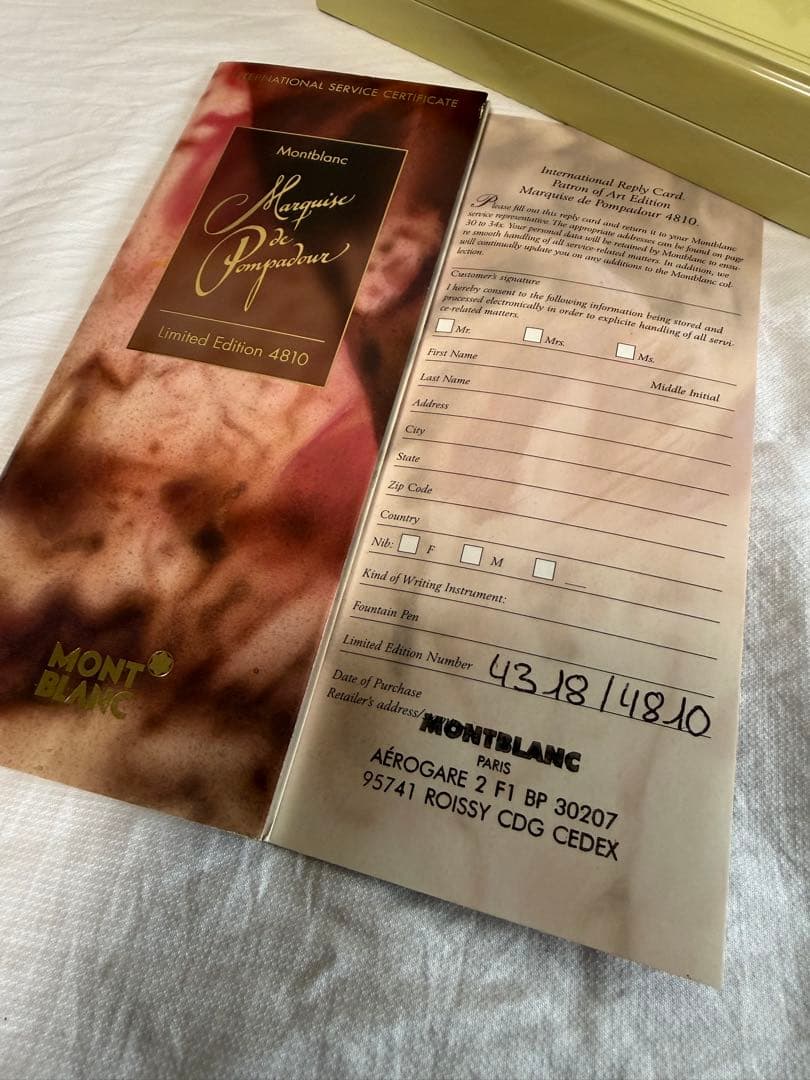 INTERNATIONAL SERVICE CERTIFICATE
Montblanc
Marquise
de
Pompadour
Limited Edition 4810
MONT
BLANC
International Reply Card.
Patron of Art Edition
Marquise de Pompadour 4810.
Please fill out this reply card and return it to your Montblanc
service representative. The appropriate addresses can be found on page
30 to 34x. Your personal data will be retained by Montblanc to ensu-
re smooth handling of all service-related matters. In addition, we
will continually update you on any additions to the Montblanc col-
lection.
Customer's signature
I hereby consent to the following information being stored and
processed electronically in order to explicite handling of all servi-
ce-related matters.
Mr. Mrs. Ms.
First Name
Last Name Middle Initial
Address
City
State
Zip Code
Country
Nib: F M
Kind of Writing Instrument:
Fountain Pen
Limited Edition Number 4318/4810
Date of Purchase
Retailer's address/
MONTBLANC
PARIS
AÉROGARE 2 F1 BP 30207
95741 ROISSY CDG CEDEX